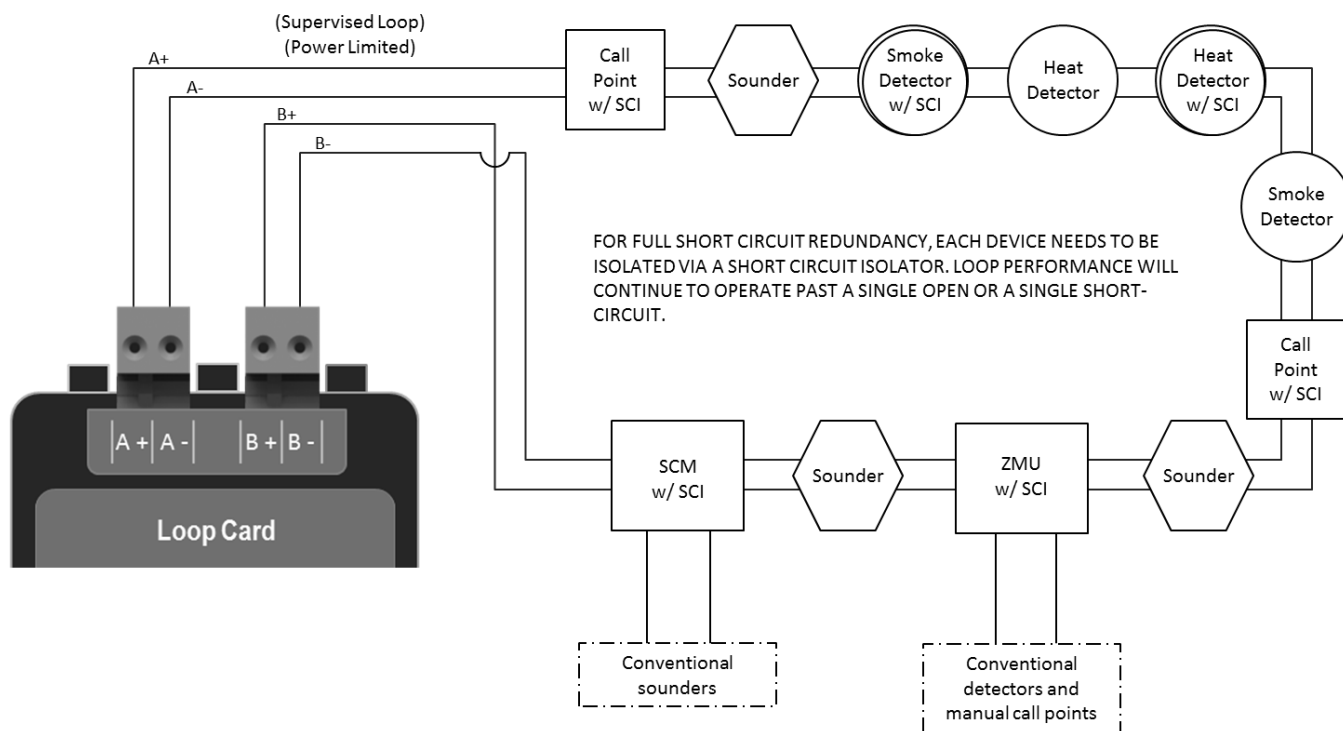 (Supervised Loop)
(Power Limited)
A+
A-
B+
B-
Call
Point
w/ SCI
Sounder
Smoke
Detector
w/ SCI
Heat
Detector
Heat
Detector
w/ SCI
Smoke
Detector
FOR FULL SHORT CIRCUIT REDUNDANCY, EACH DEVICE NEEDS TO BE
ISOLATED VIA A SHORT CIRCUIT ISOLATOR. LOOP PERFORMANCE WILL
CONTINUE TO OPERATE PAST A SINGLE OPEN OR A SINGLE SHORT-
CIRCUIT.
Call
Point
w/ SCI
A + A - B + B -
Loop Card
SCM
w/ SCI
Sounder
ZMU
w/ SCI
Sounder
Conventional
sounders
Conventional
detectors and
manual call points